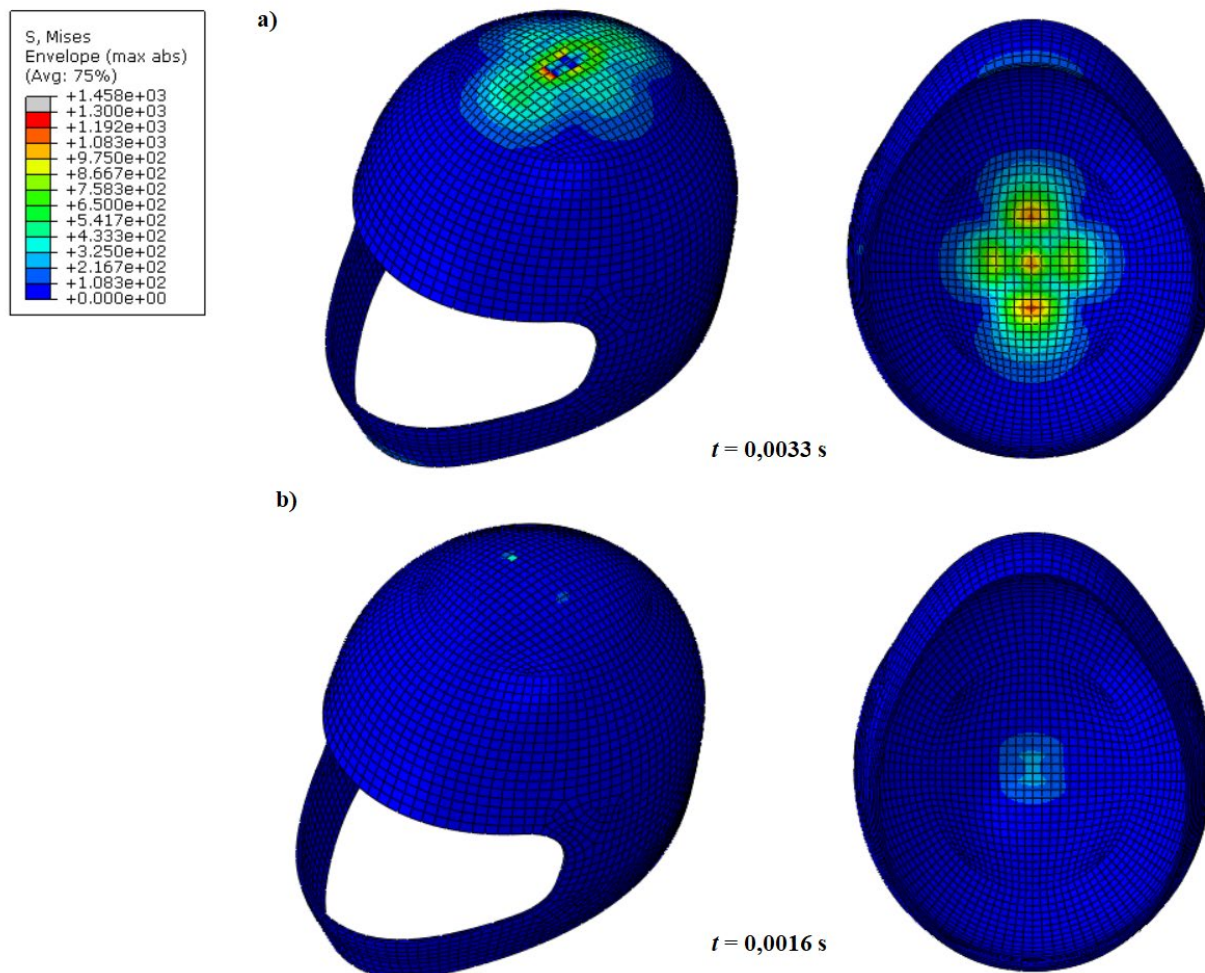 S, Mises
Envelope (max abs)
(Avg: 75%)
+1.458e+03
+1.300e+03
+1.192e+03
+1.083e+03
+9.750e+02
+8.667e+02
+7.583e+02
+6.500e+02
+5.417e+02
+4.333e+02
+3.250e+02
+2.167e+02
+1.083e+02
+0.000e+00
a)
t = 0,0033 s
b)
t = 0,0016 s